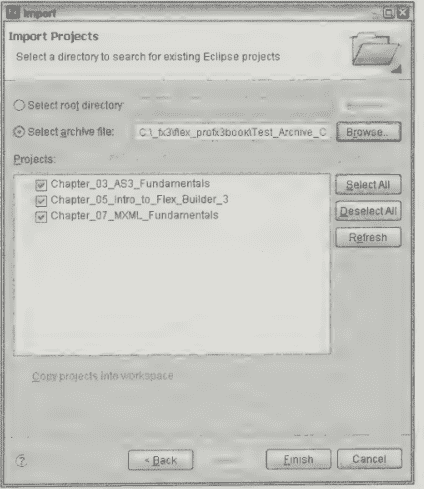 Import
Import Projects
Select a directory to search for existing Eclipse projects
Select root directory:
Select archive file: C:\_fx3\flex_profx3book\Test_Archive_C Browse...
Projects:
Chapter_03_AS3_Fundamentals
Chapter_05_Intro_to_Flex_Builder_3
Chapter_07_MXML_Fundamentals
Select All
Deselect All
Refresh
Copy projects into workspace
?
< Back
Finish
Cancel